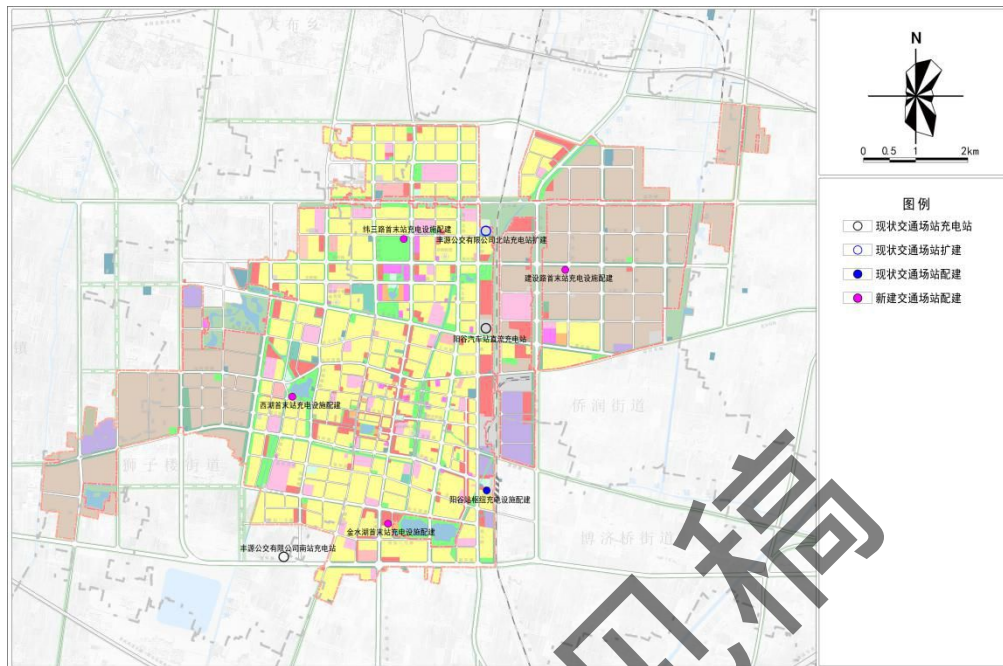 大布乡
N
0 0.5 1 2km
图例
现状交通场站充电站
现状交通场站扩建
现状交通场站配建
新建交通场站配建
纬三路首末站充电设施配建
丰源公交有限公司北站充电站扩建
建设路首末站充电设施配建
阳谷汽车站直流充电站
镇
西湖首末站充电设施配建
侨润街道
狮子楼街道
阳谷站枢纽充电设施配建
金水湖首末站充电设施配建
博济桥街道
丰源公交有限公司南站充电站
见稿